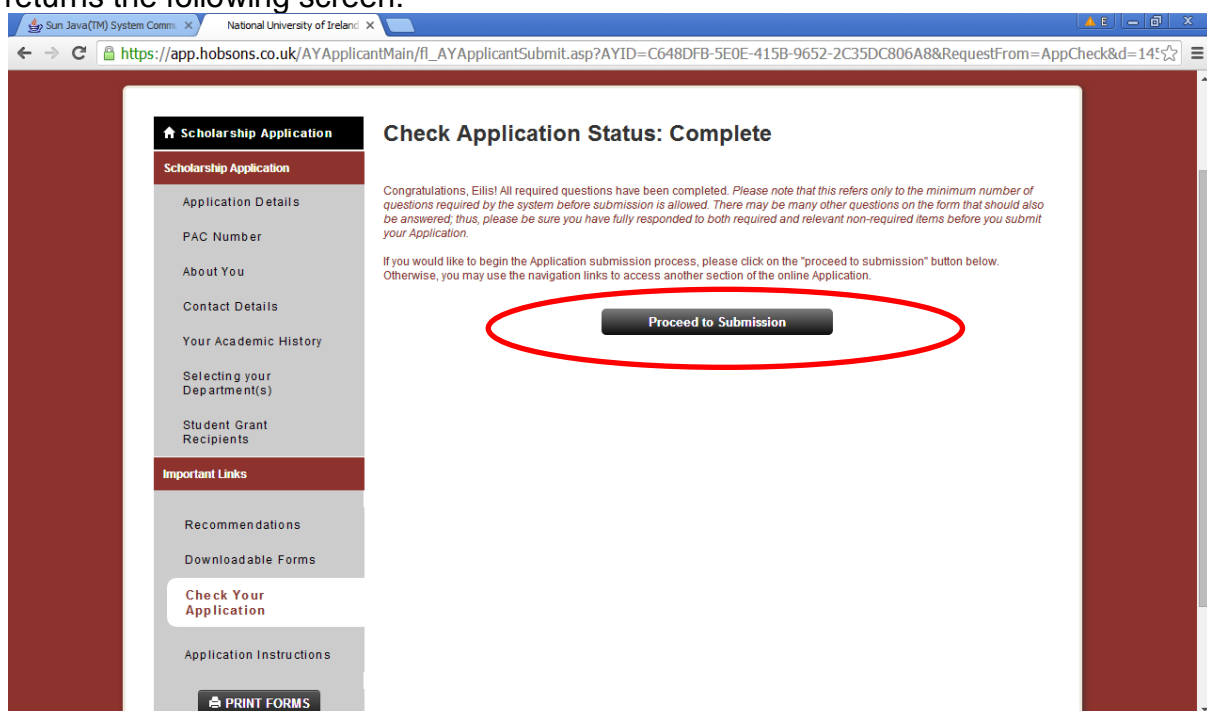 returns the following screen:
Sun Java(TM) System Commu
National University of Ireland
E
https://app.hobsons.co.uk/AYApplicantMain/fl_AYApplicantSubmit.asp?AYID=C648DFB-5E0E-415B-9652-2C35DC806A8&RequestFrom=AppCheck&d=145
Scholarship Application
Scholarship Application
Application Details
PAC Number
About You
Contact Details
Your Academic History
Selecting your
Department(s)
Student Grant
Recipients
Important Links
Recommendations
Downloadable Forms
Check Your
Application
Application Instructions
PRINT FORMS
Check Application Status: Complete
Congratulations, Eilis! All required questions have been completed. Please note that this refers only to the minimum number of
questions required by the system before submission is allowed. There may be many other questions on the form that should also
be answered; thus, please be sure you have fully responded to both required and relevant non-required items before you submit
your Application.
If you would like to begin the Application submission process, please click on the "proceed to submission" button below.
Otherwise, you may use the navigation links to access another section of the online Application.
Proceed to Submission